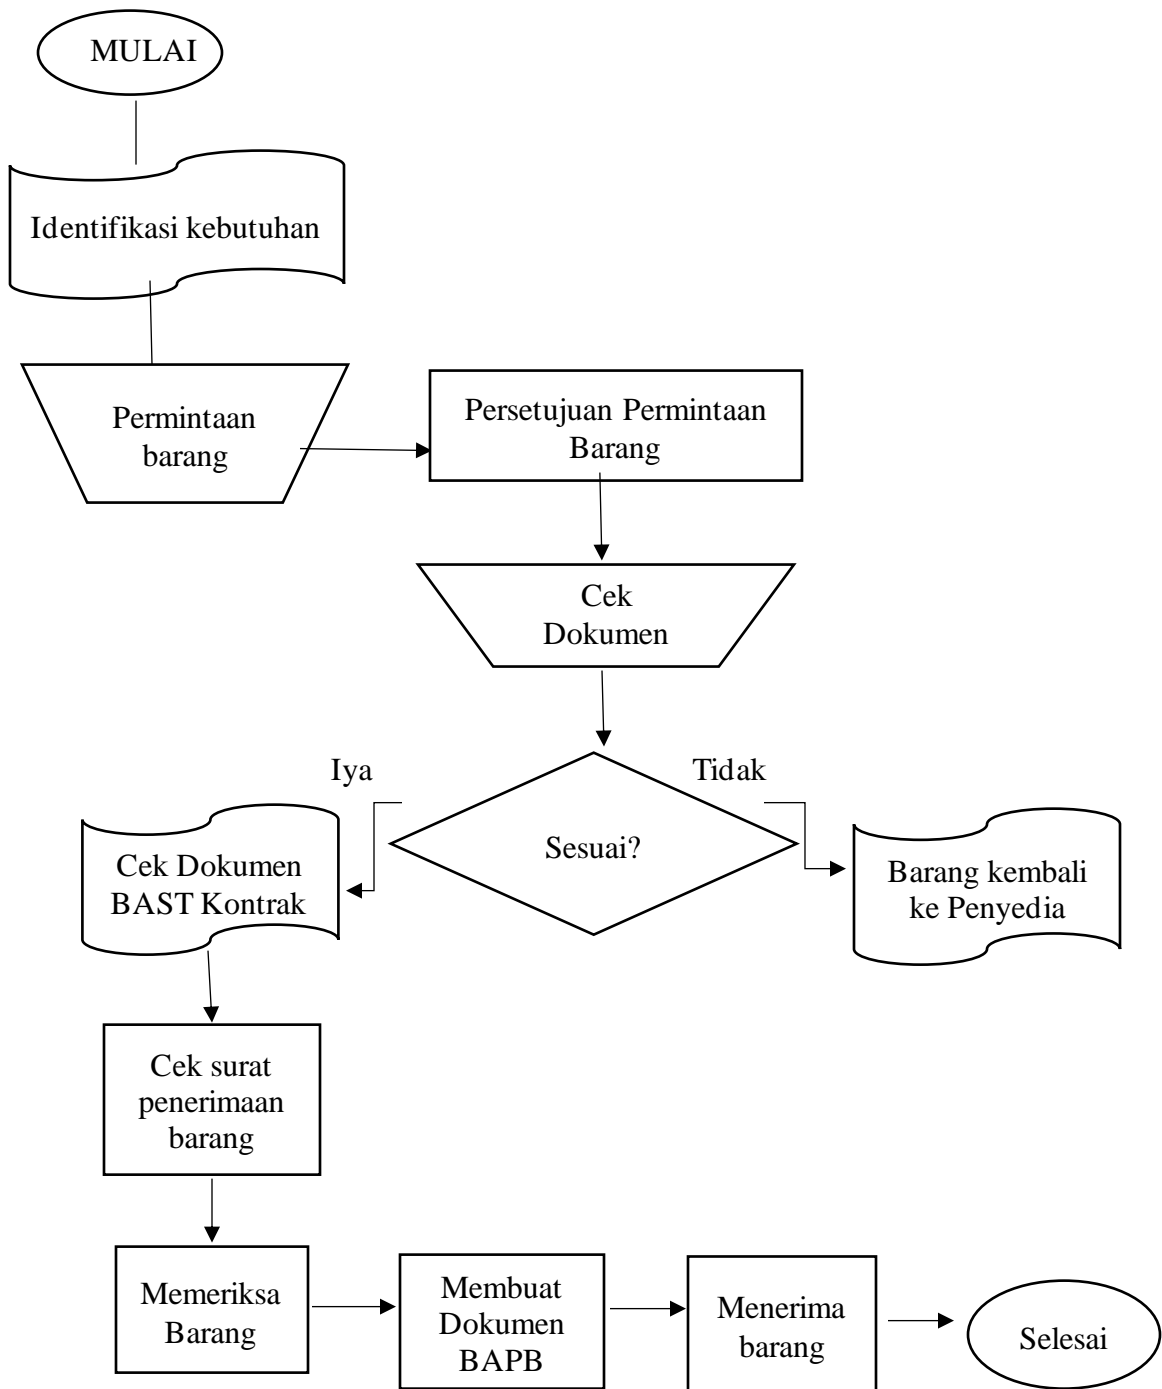 MULAI
Identifikasi kebutuhan
Permintaan
barang
Persetujuan Permintaan
Barang
Cek
Dokumen
Iya
Tidak
Sesuai?
Cek Dokumen
BAST Kontrak
Barang kembali
ke Penyedia
Cek surat
penerimaan
barang
Memeriksa
Barang
Membuat
Dokumen
BAPB
Menerima
barang
Selesai